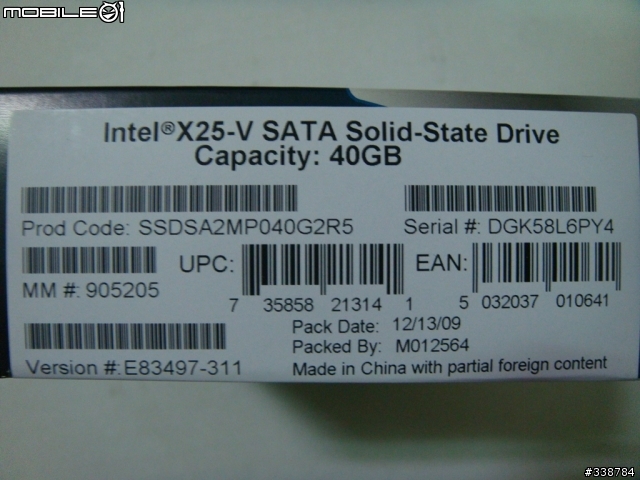 MOBILE01
Intel®X25-V SATA Solid-State Drive
Capacity: 40GB
Prod Code: SSDSA2MP040G2R5
Serial #: DGK58L6PY4
MM #: 905205
UPC:
7 35858 21314 1
EAN:
5 032037 010641
Pack Date: 12/13/09
Packed By: M012564
Version #:E83497-311
Made in China with partial foreign content
#338784